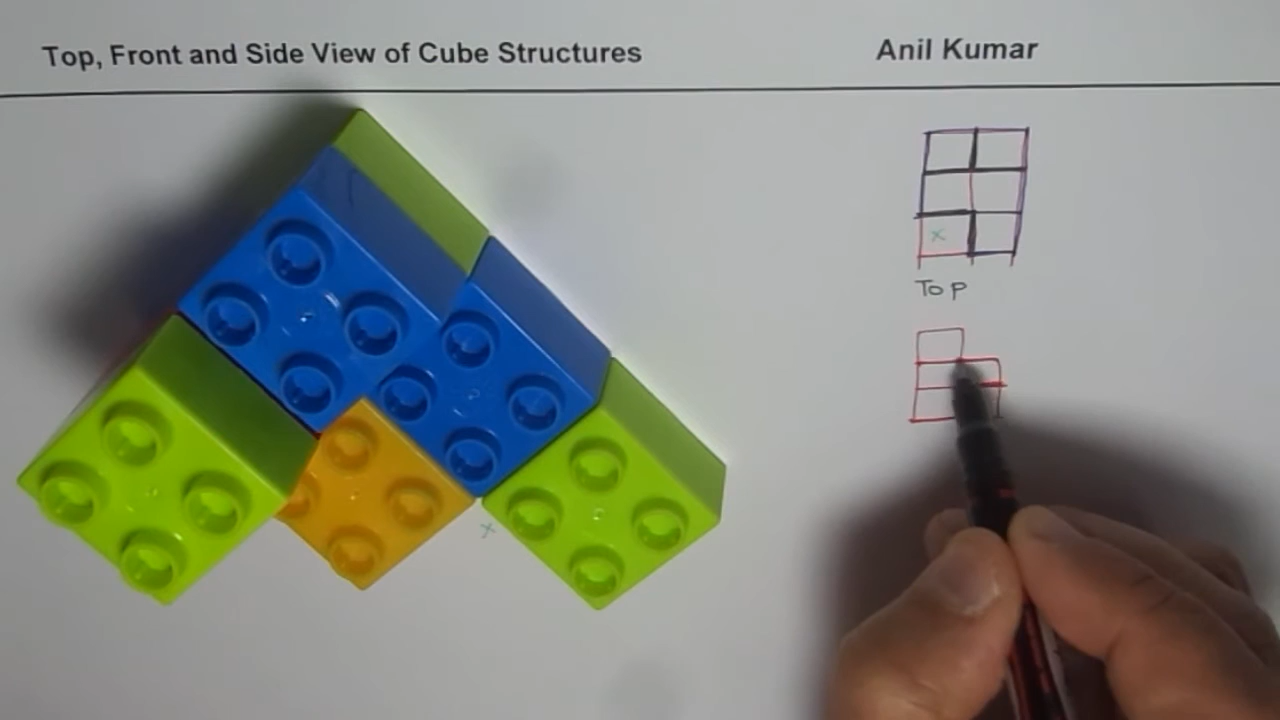 Top, Front and Side View of Cube Structures
Anil Kumar
x
Top
x